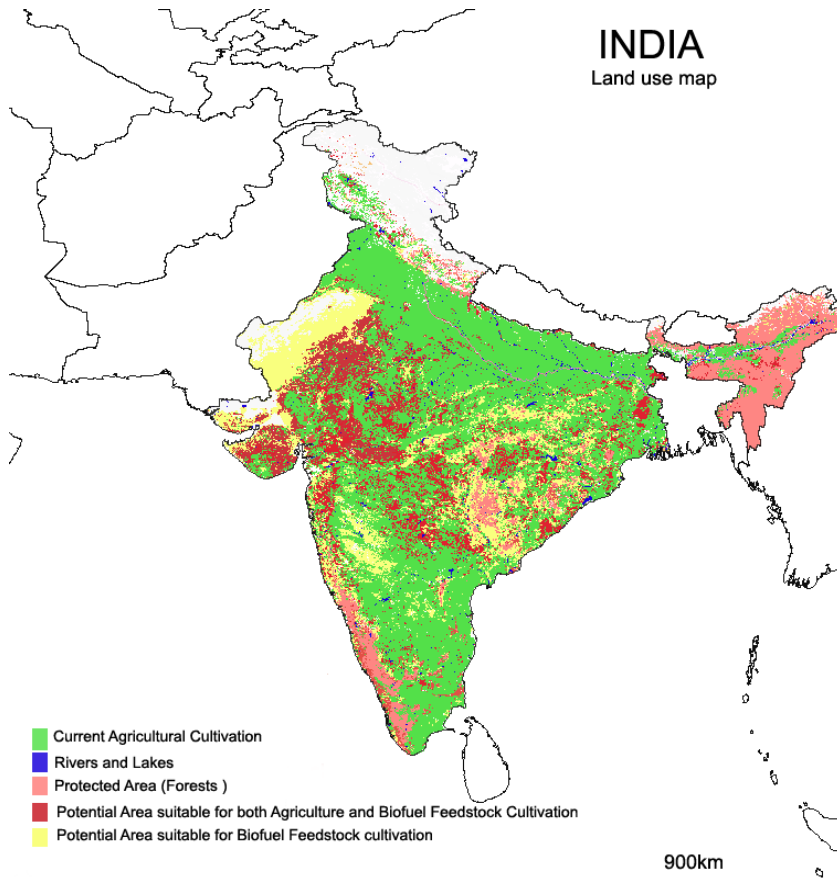 INDIA
Land use map
Current Agricultural Cultivation
Rivers and Lakes
Protected Area (Forests )
Potential Area suitable for both Agriculture and Biofuel Feedstock Cultivation
Potential Area suitable for Biofuel Feedstock cultivation
900km